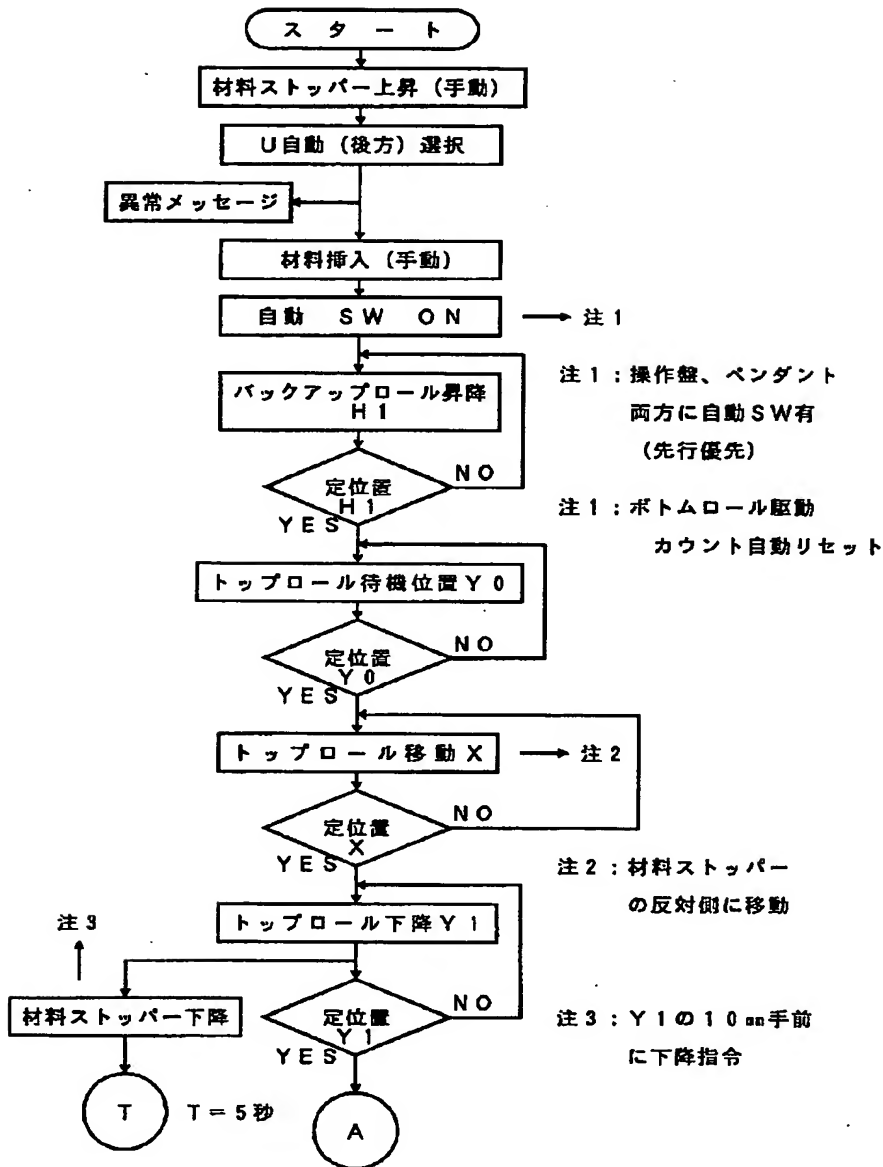 スタート
材料ストッパー上昇（手動）
U自動（後方）選択
異常メッセージ
材料挿入（手動）
自動 SW ON
注1
バックアップロール昇降
H1
注1：操作盤、ペンダント
両方に自動SW有
（先行優先）
定位置
H1
NO
YES
注1：ボトムロール駆動
カウント自動リセット
トップロール待機位置Y0
定位置
Y0
NO
YES
トップロール移動X
注2
定位置
X
NO
YES
注2：材料ストッパー
の反対側に移動
トップロール下降Y1
注3
材料ストッパー下降
定位置
Y1
NO
YES
注3：Y1の10㎜手前
に下降指令
T
T＝5秒
A